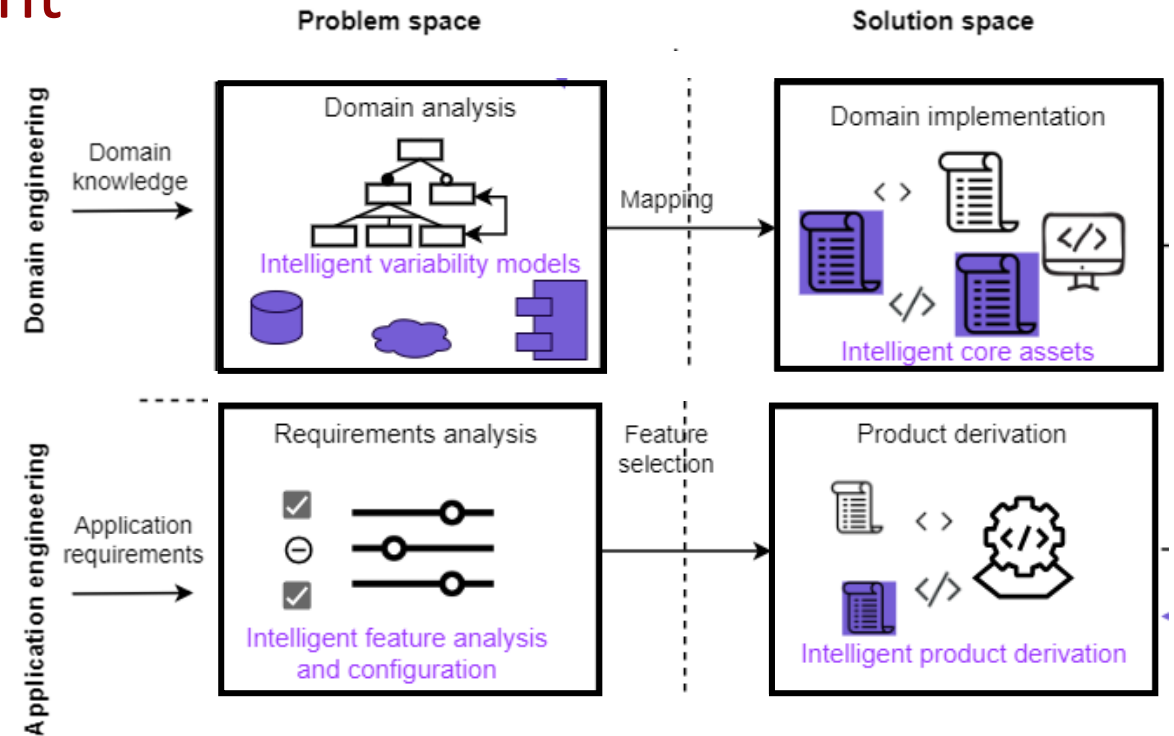 nt
Problem space
Solution space
Domain engineering
Domain
knowledge
Domain analysis
Intelligent variability models
Mapping
Domain implementation
< >
</>
</>
Intelligent core assets
Application engineering
Application
requirements
Requirements analysis
Intelligent feature analysis
and configuration
Feature
selection
Product derivation
< >
</>
</>
Intelligent product derivation